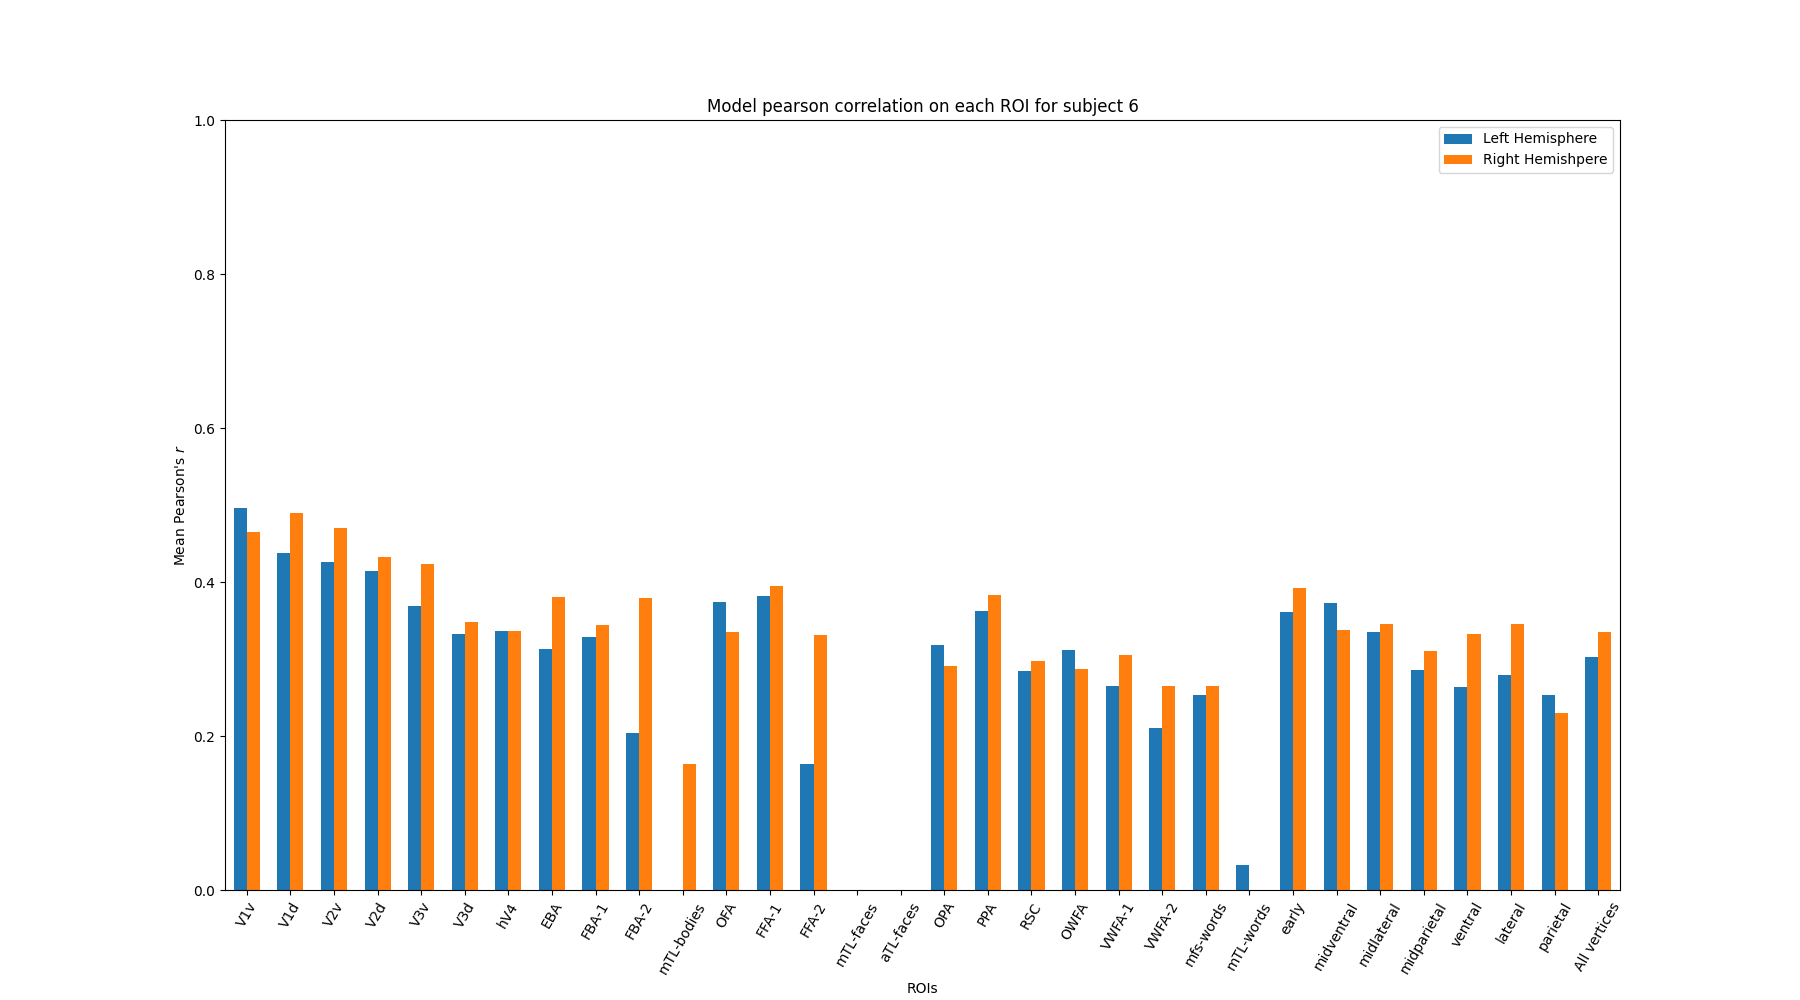 Model pearson correlation on each ROI for subject 6
1.0
0.8
0.6
0.4
0.2
0.0
Mean Pearson's r
Left Hemisphere
Right Hemishpere
V1v
V1d
V2v
V2d
V3v
V3d
hV4
EBA
FBA-1
FBA-2
mTL-bodies
OFA
FFA-1
FFA-2
mTL-faces
aTL-faces
OPA
PPA
RSC
OWFA
VWFA-1
VWFA-2
mfs-words
mTL-words
early
midventral
midlateral
midparietal
ventral
lateral
parietal
All vertices
ROIs